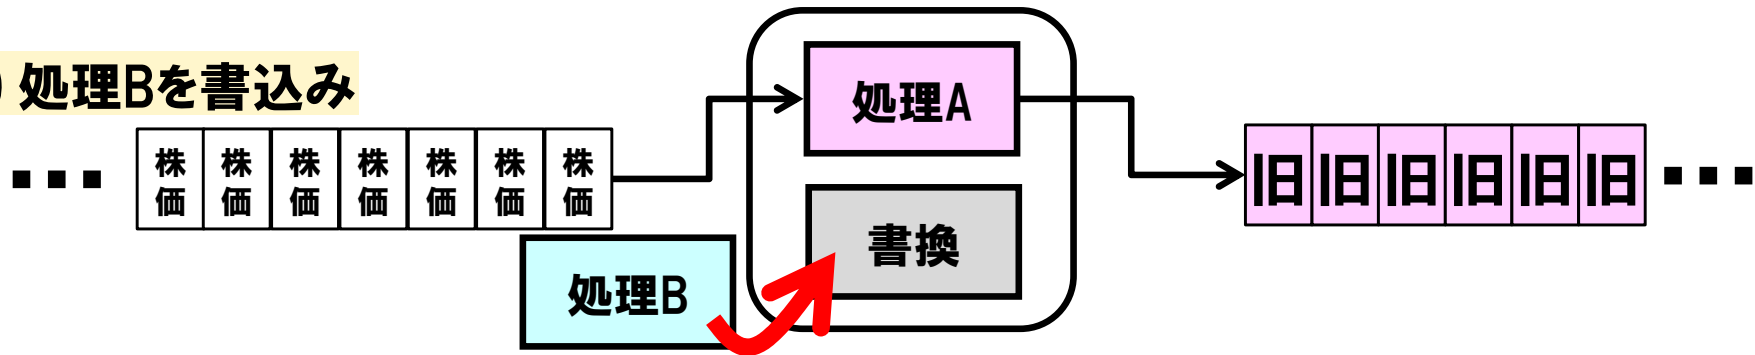 ) 処理Bを書込み
処理A
株価 株価 株価 株価 株価 株価 株価
旧 旧 旧 旧 旧 旧
書換
処理B